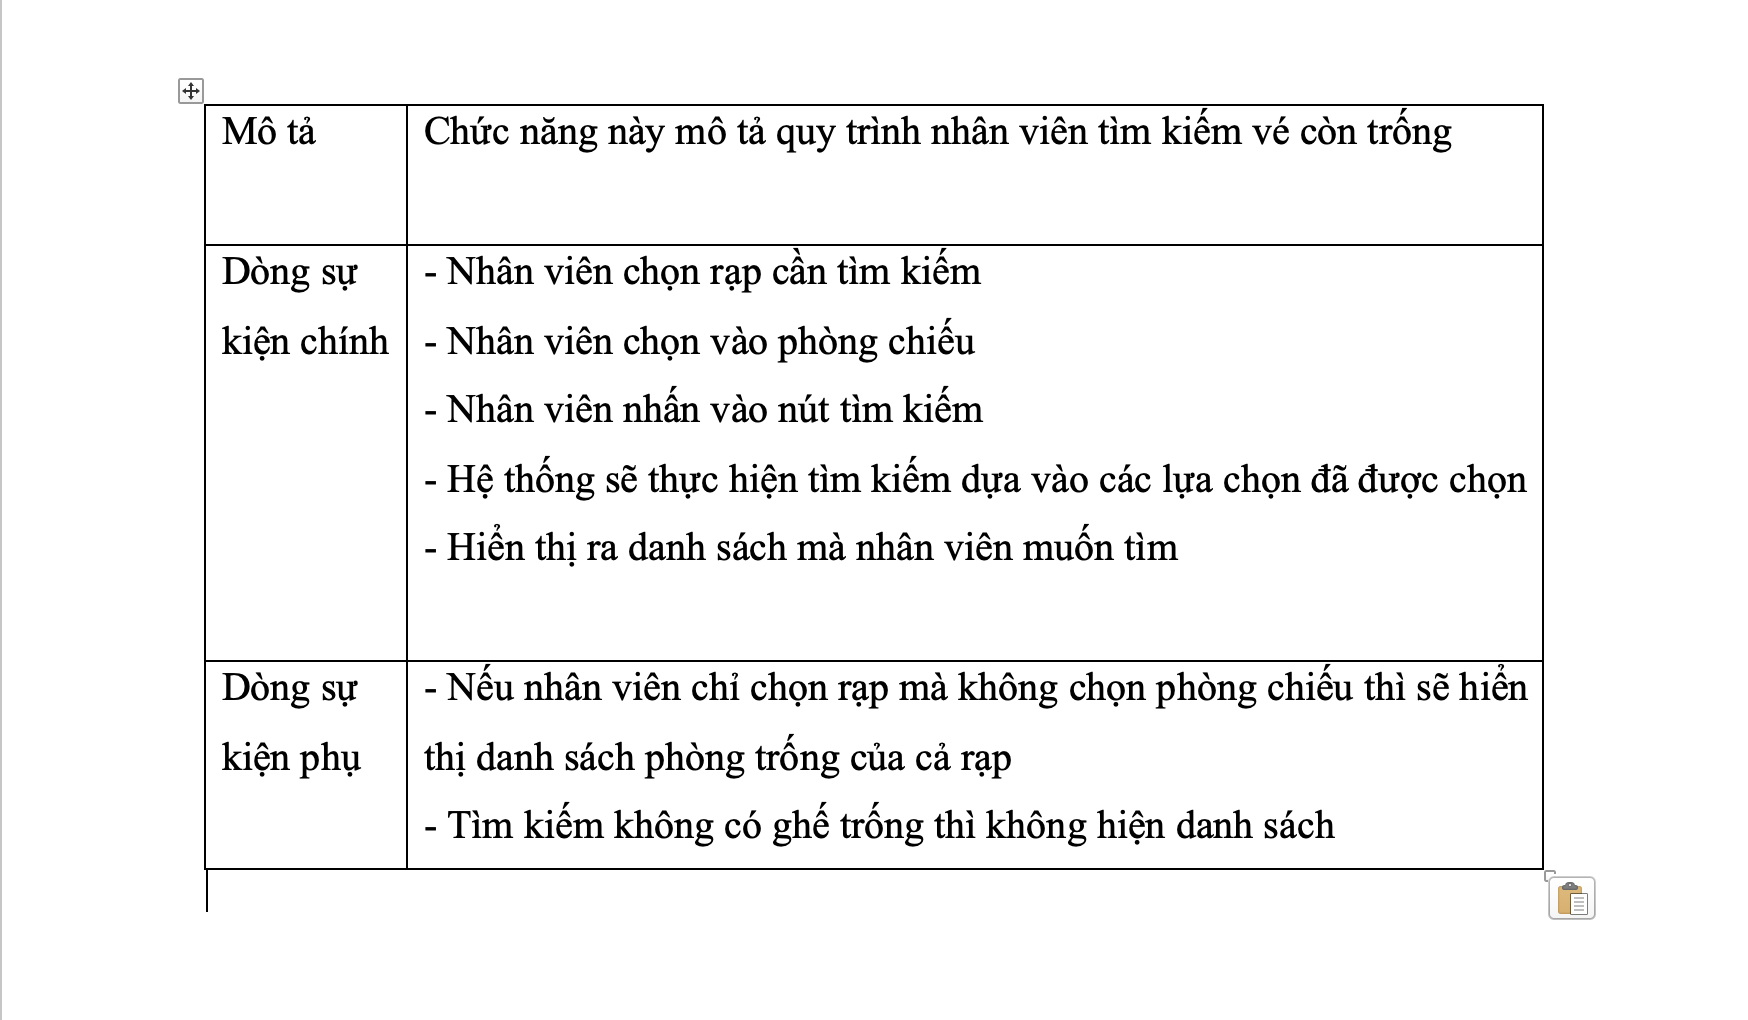 Mô tả
Chức năng này mô tả quy trình nhân viên tìm kiếm vé còn trống
Dòng sự
kiện chính
- Nhân viên chọn rạp cần tìm kiếm
- Nhân viên chọn vào phòng chiếu
- Nhân viên nhấn vào nút tìm kiếm
- Hệ thống sẽ thực hiện tìm kiếm dựa vào các lựa chọn đã được chọn
- Hiển thị ra danh sách mà nhân viên muốn tìm
Dòng sự
kiện phụ
- Nếu nhân viên chỉ chọn rạp mà không chọn phòng chiếu thì sẽ hiển
thị danh sách phòng trống của cả rạp
- Tìm kiếm không có ghế trống thì không hiện danh sách